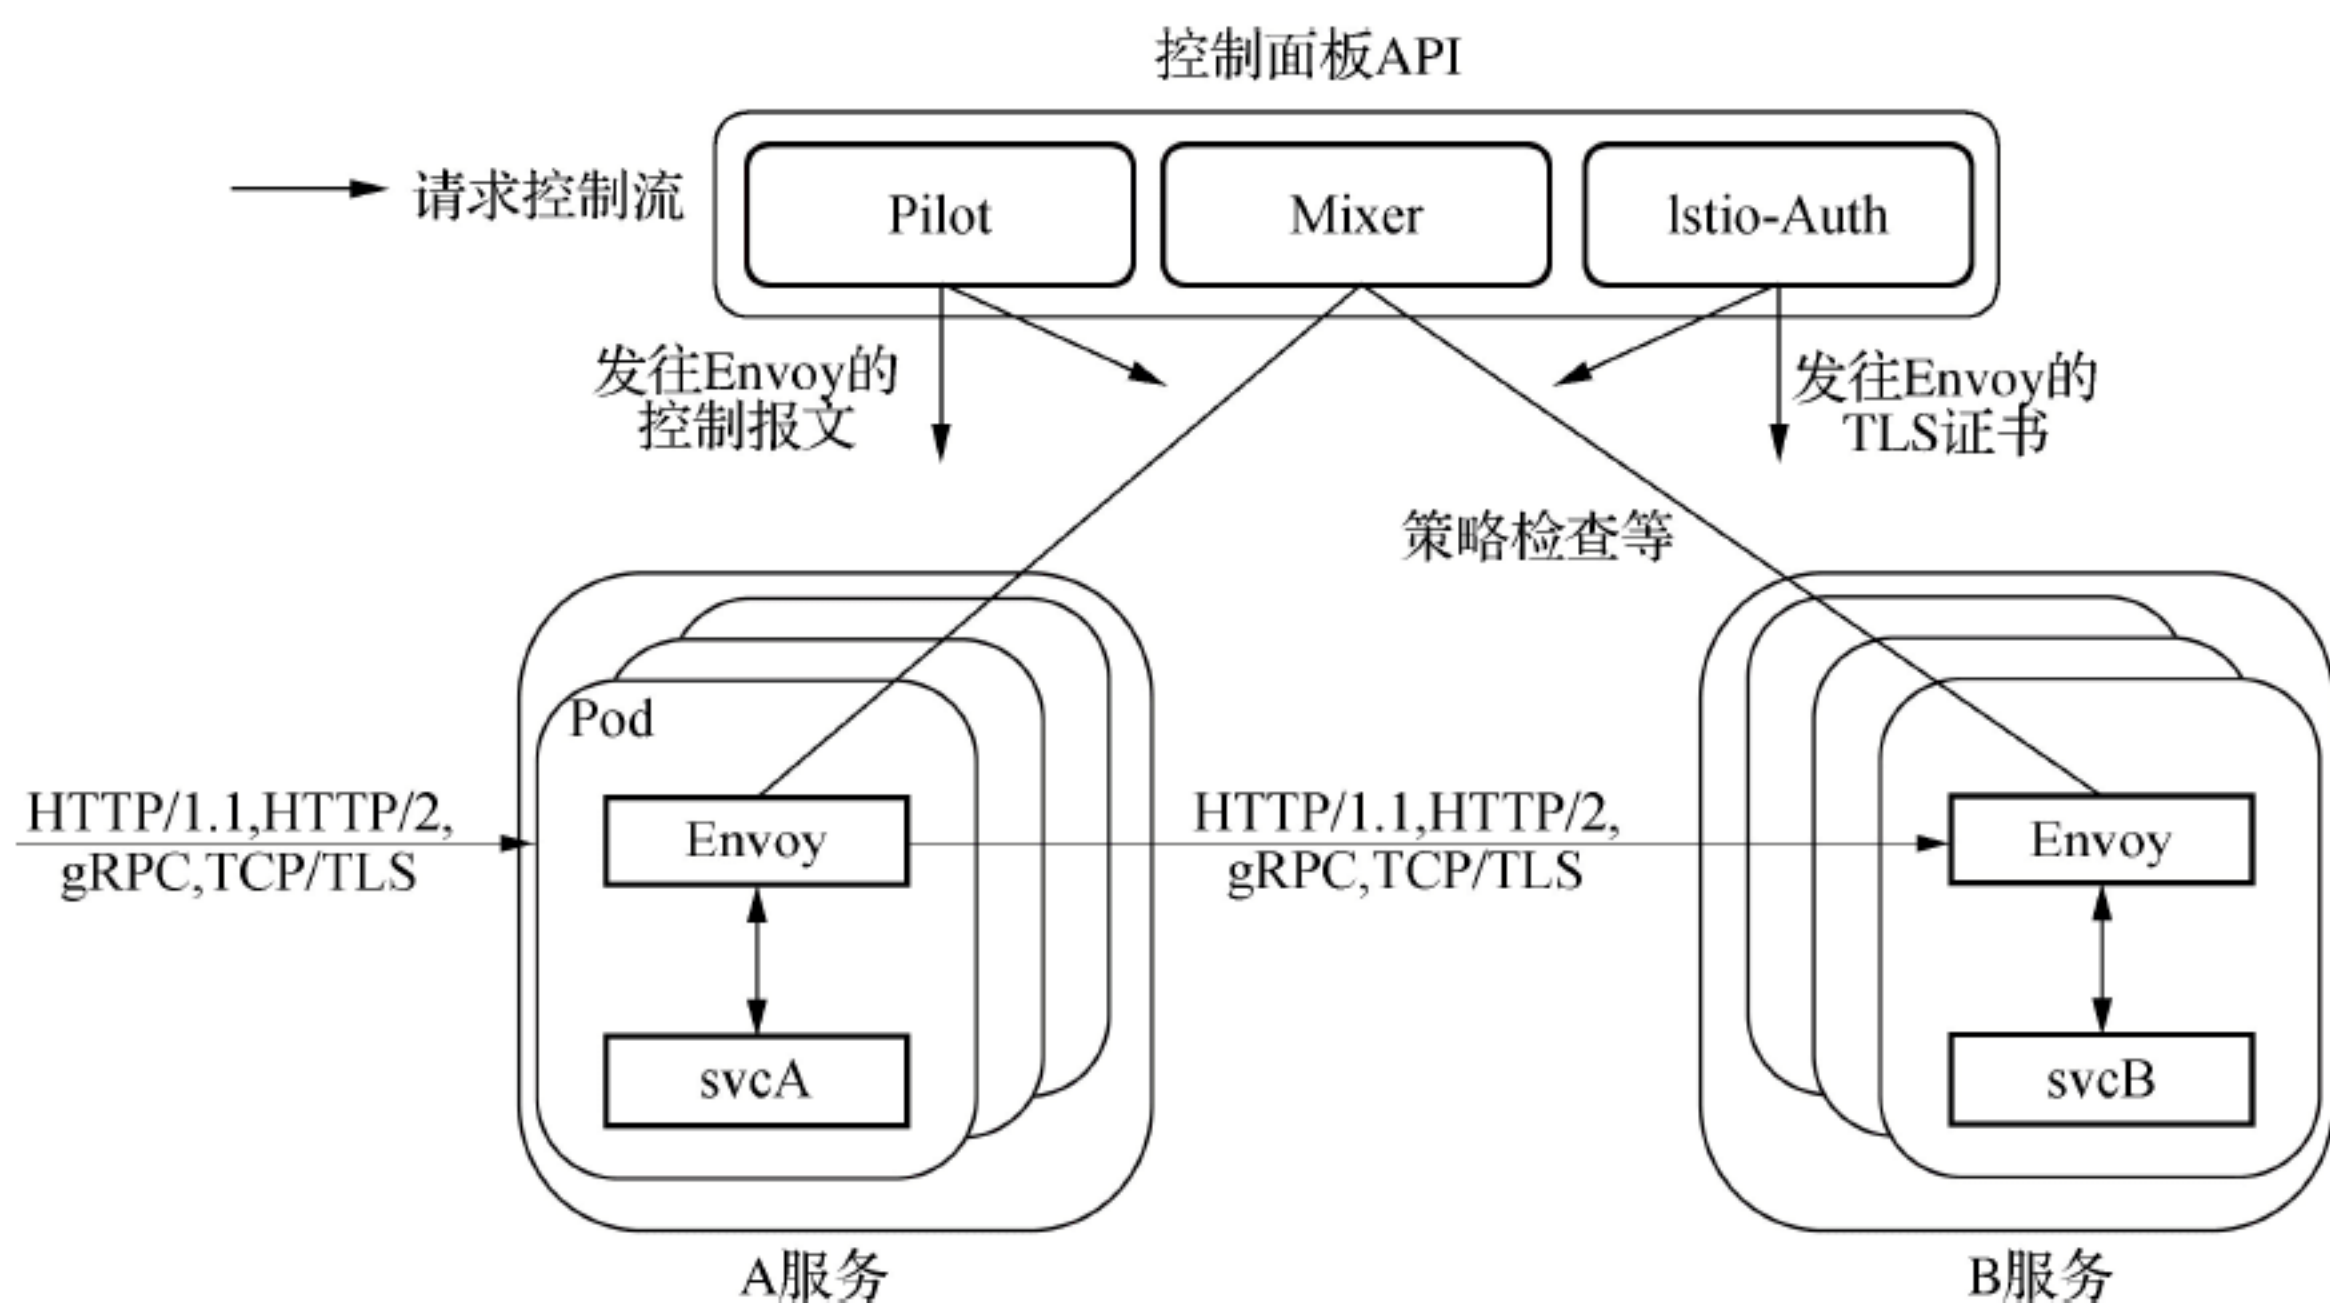 控制面板API
请求控制流
Pilot
Mixer
lstio-Auth
发往Envoy的
控制报文
发往Envoy的
TLS证书
策略检查等
Pod
HTTP/1.1,HTTP/2,
gRPC,TCP/TLS
Envoy
HTTP/1.1,HTTP/2,
gRPC,TCP/TLS
Envoy
svcA
svcB
A服务
B服务